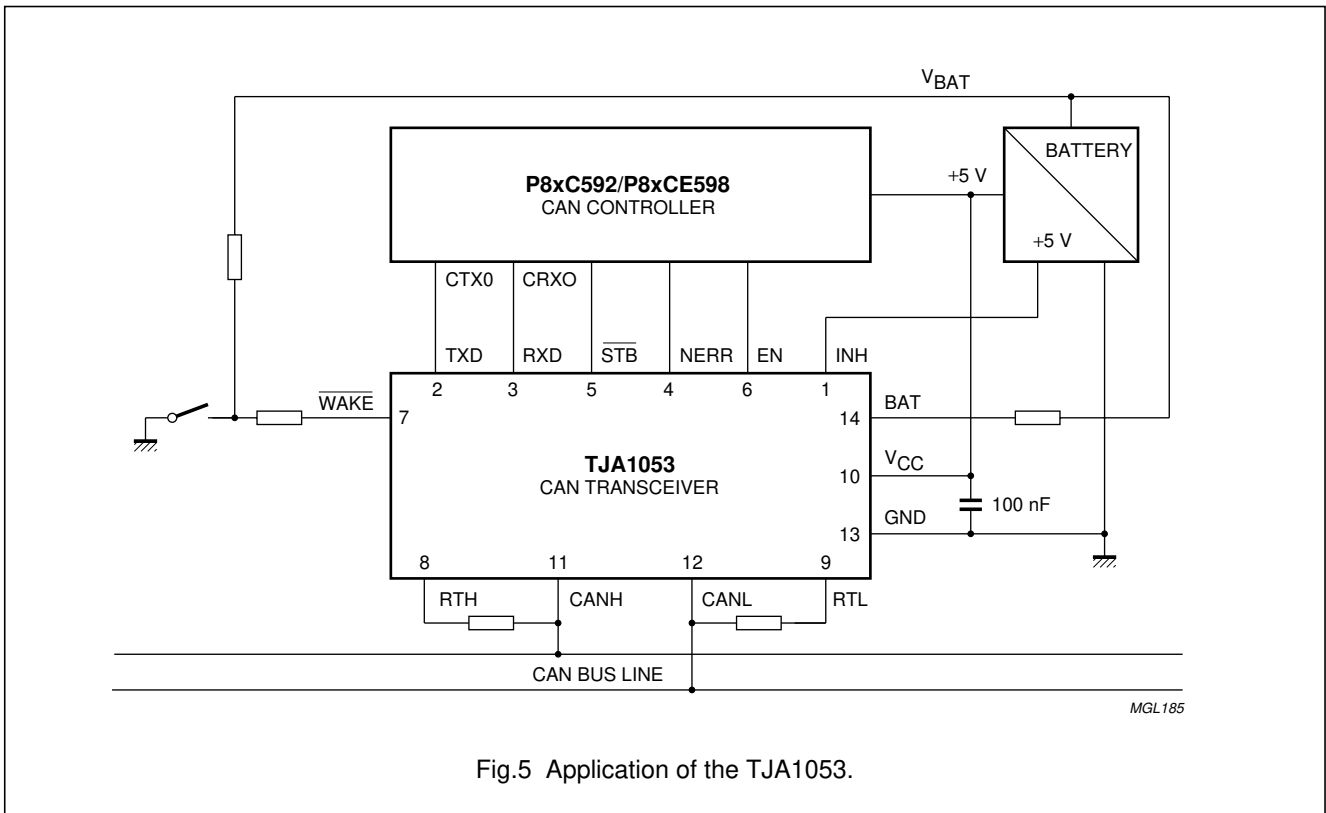 VBAT
BATTERY
P8xC592/P8xCE598
CAN CONTROLLER
+5 V
+5 V
CTX0 CRXO
TXD RXD STB NERR EN INH
2 3 5 4 6 1
WAKE 7
BAT 14
TJA1053
CAN TRANSCEIVER
VCC 10
100 nF
GND 13
8 11 12 9
RTH CANH CANL RTL
CAN BUS LINE
MGL185
Fig.5 Application of the TJA1053.